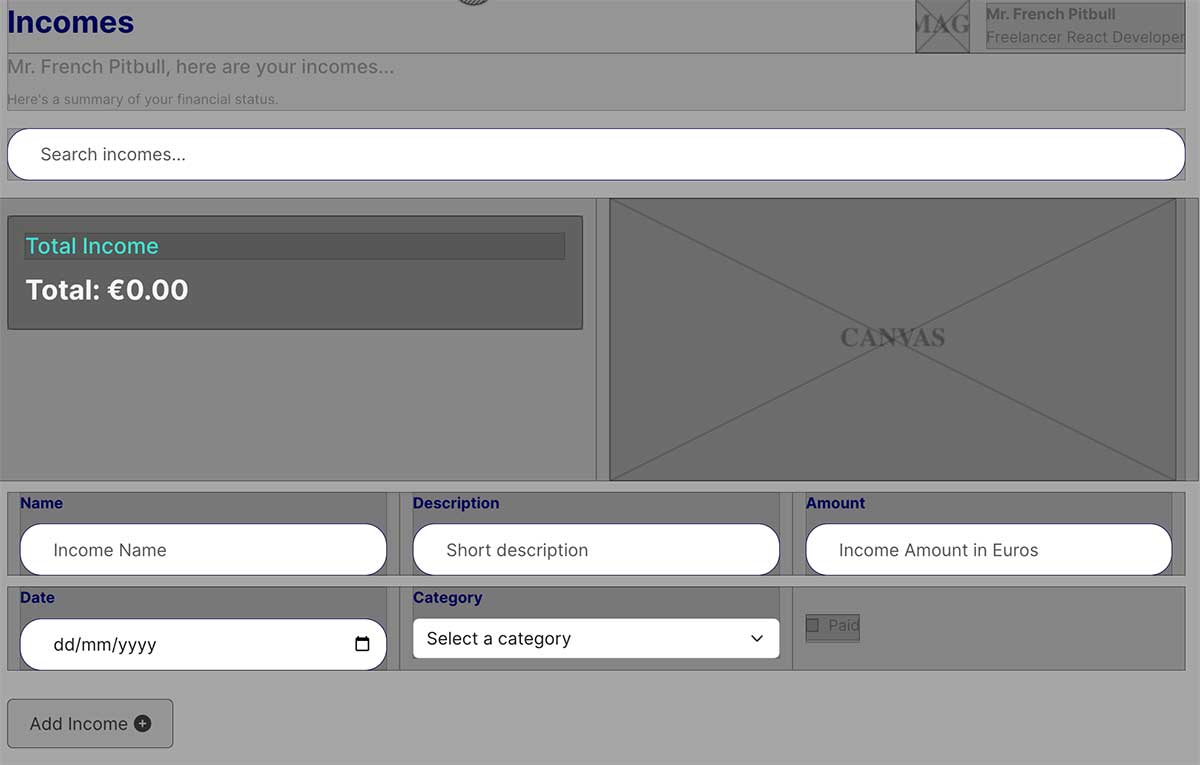 Incomes
MAG
Mr. French Pitbull
Freelancer React Developer
Mr. French Pitbull, here are your incomes...
Here's a summary of your financial status.
Search incomes...
Total Income
Total: €0.00
CANVAS
Name
Description
Amount
Income Name
Short description
Income Amount in Euros
Date
Category
dd/mm/yyyy
Select a category
Paid
Add Income